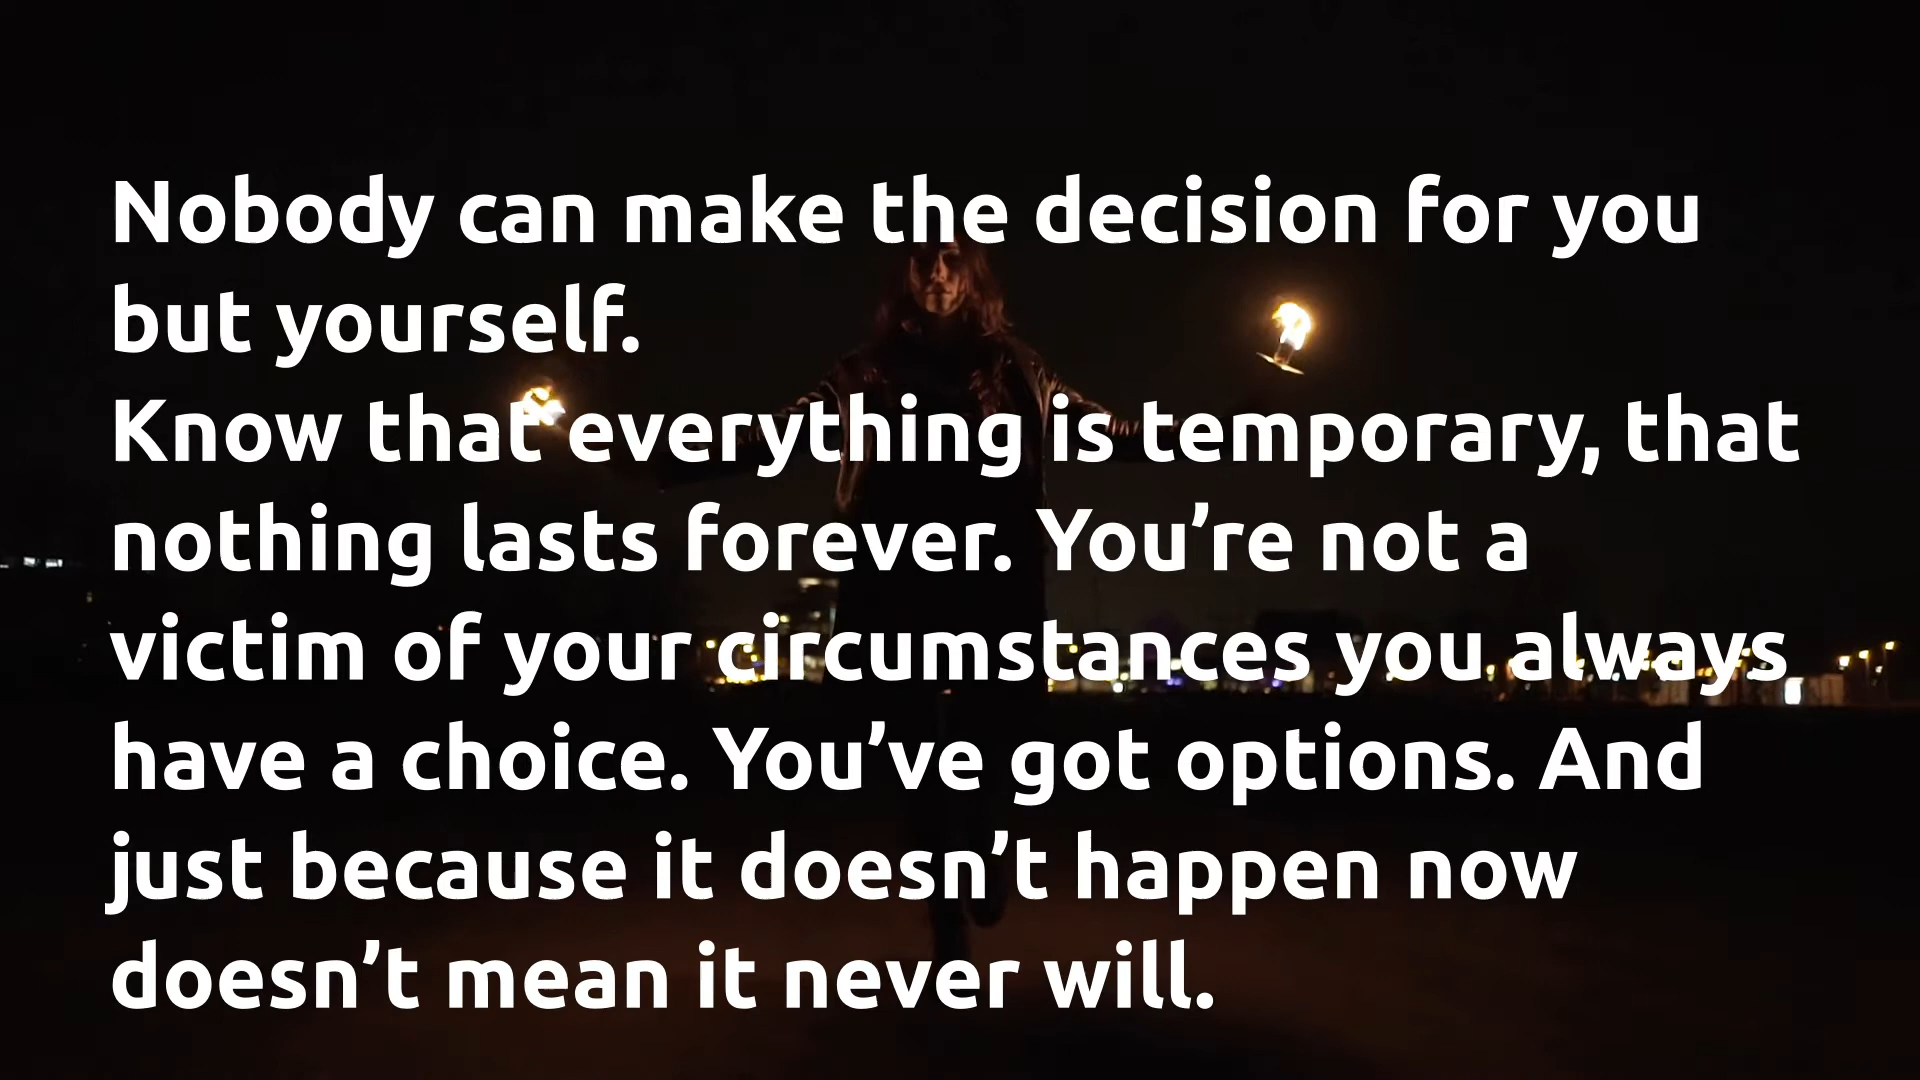 Nobody can make the decision for you
but yourself.
Know that everything is temporary, that
nothing lasts forever. You’re not a
victim of your circumstances you always
have a choice. You’ve got options. And
just because it doesn’t happen now
doesn’t mean it never will.